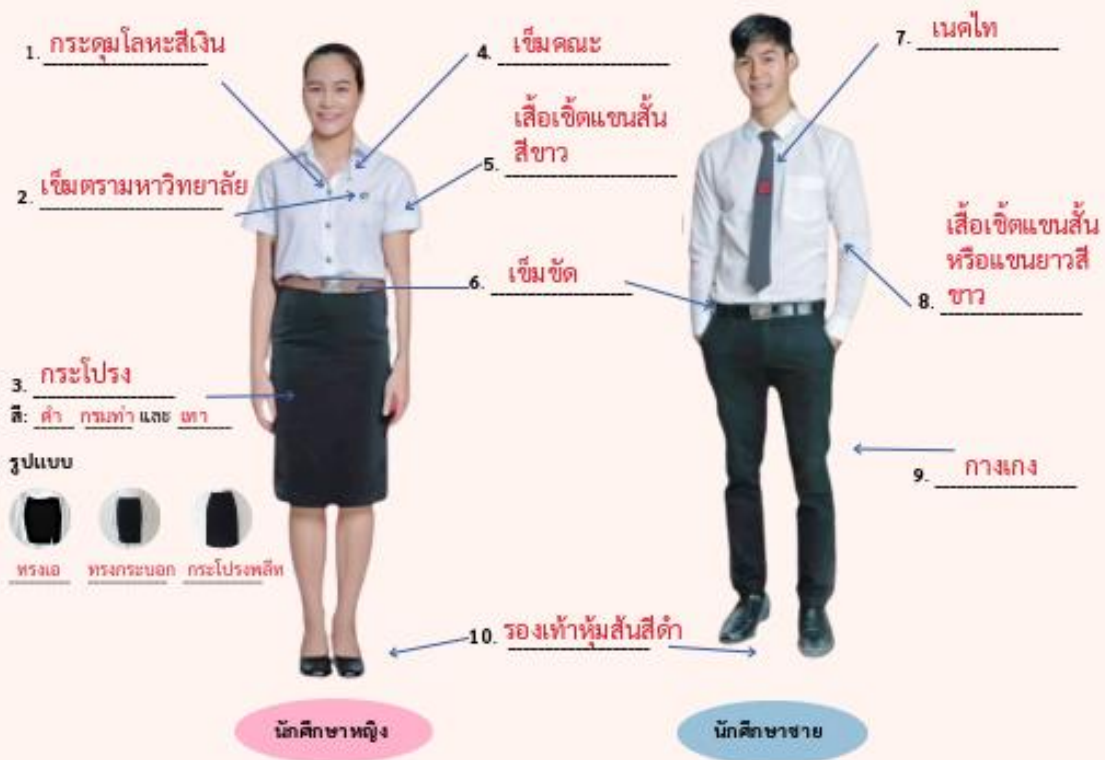 1. กระดุมโลหะสีเงิน
2. เข็มตรามหาวิทยาลัย
3. กระโปรง
สี: ดำ กรมท่า และ เทา
รูปแบบ
ทรงเอ ทรงกระบอก กระโปรงพลีท
4. เข็มคณะ
5. เสื้อเชิ้ตแขนสั้น
สีขาว
6. เข็มขัด
7. เนคไท
8. เสื้อเชิ้ตแขนสั้น
หรือแขนยาวสี
ขาว
9. กางเกง
10. รองเท้าหุ้มส้นสีดำ
นักศึกษาหญิง
นักศึกษาชาย